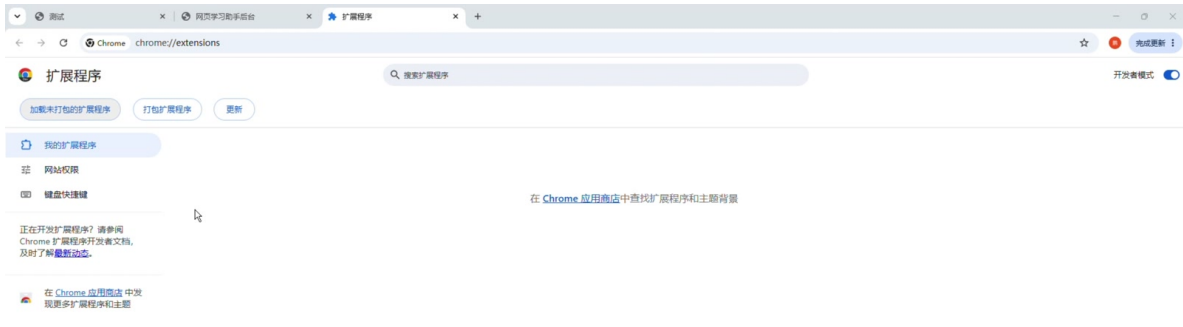 测试
网页学习助手后台
扩展程序
Chrome
chrome://extensions
完成更新
扩展程序
搜索扩展程序
开发者模式
加载未打包的扩展程序
打包扩展程序
更新
我的扩展程序
网站权限
键盘快捷键
在 Chrome 应用商店中查找扩展程序和主题背景
正在开发扩展程序？请参阅
Chrome 扩展程序开发者文档，
及时了解最新动态。
在 Chrome 应用商店 中发
现更多扩展程序和主题